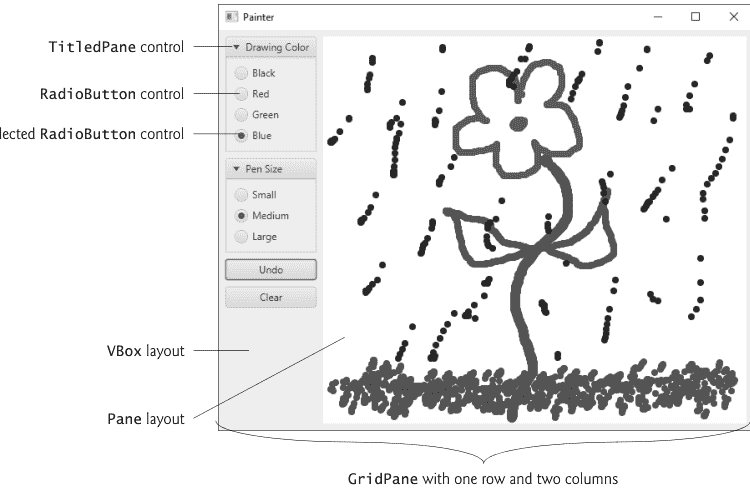 Painter
TitledPane control
Drawing Color
Black
RadioButton control
Red
Green
lected RadioButton control
Blue
Pen Size
Small
Medium
Large
Undo
Clear
VBox layout
Pane layout
GridPane with one row and two columns